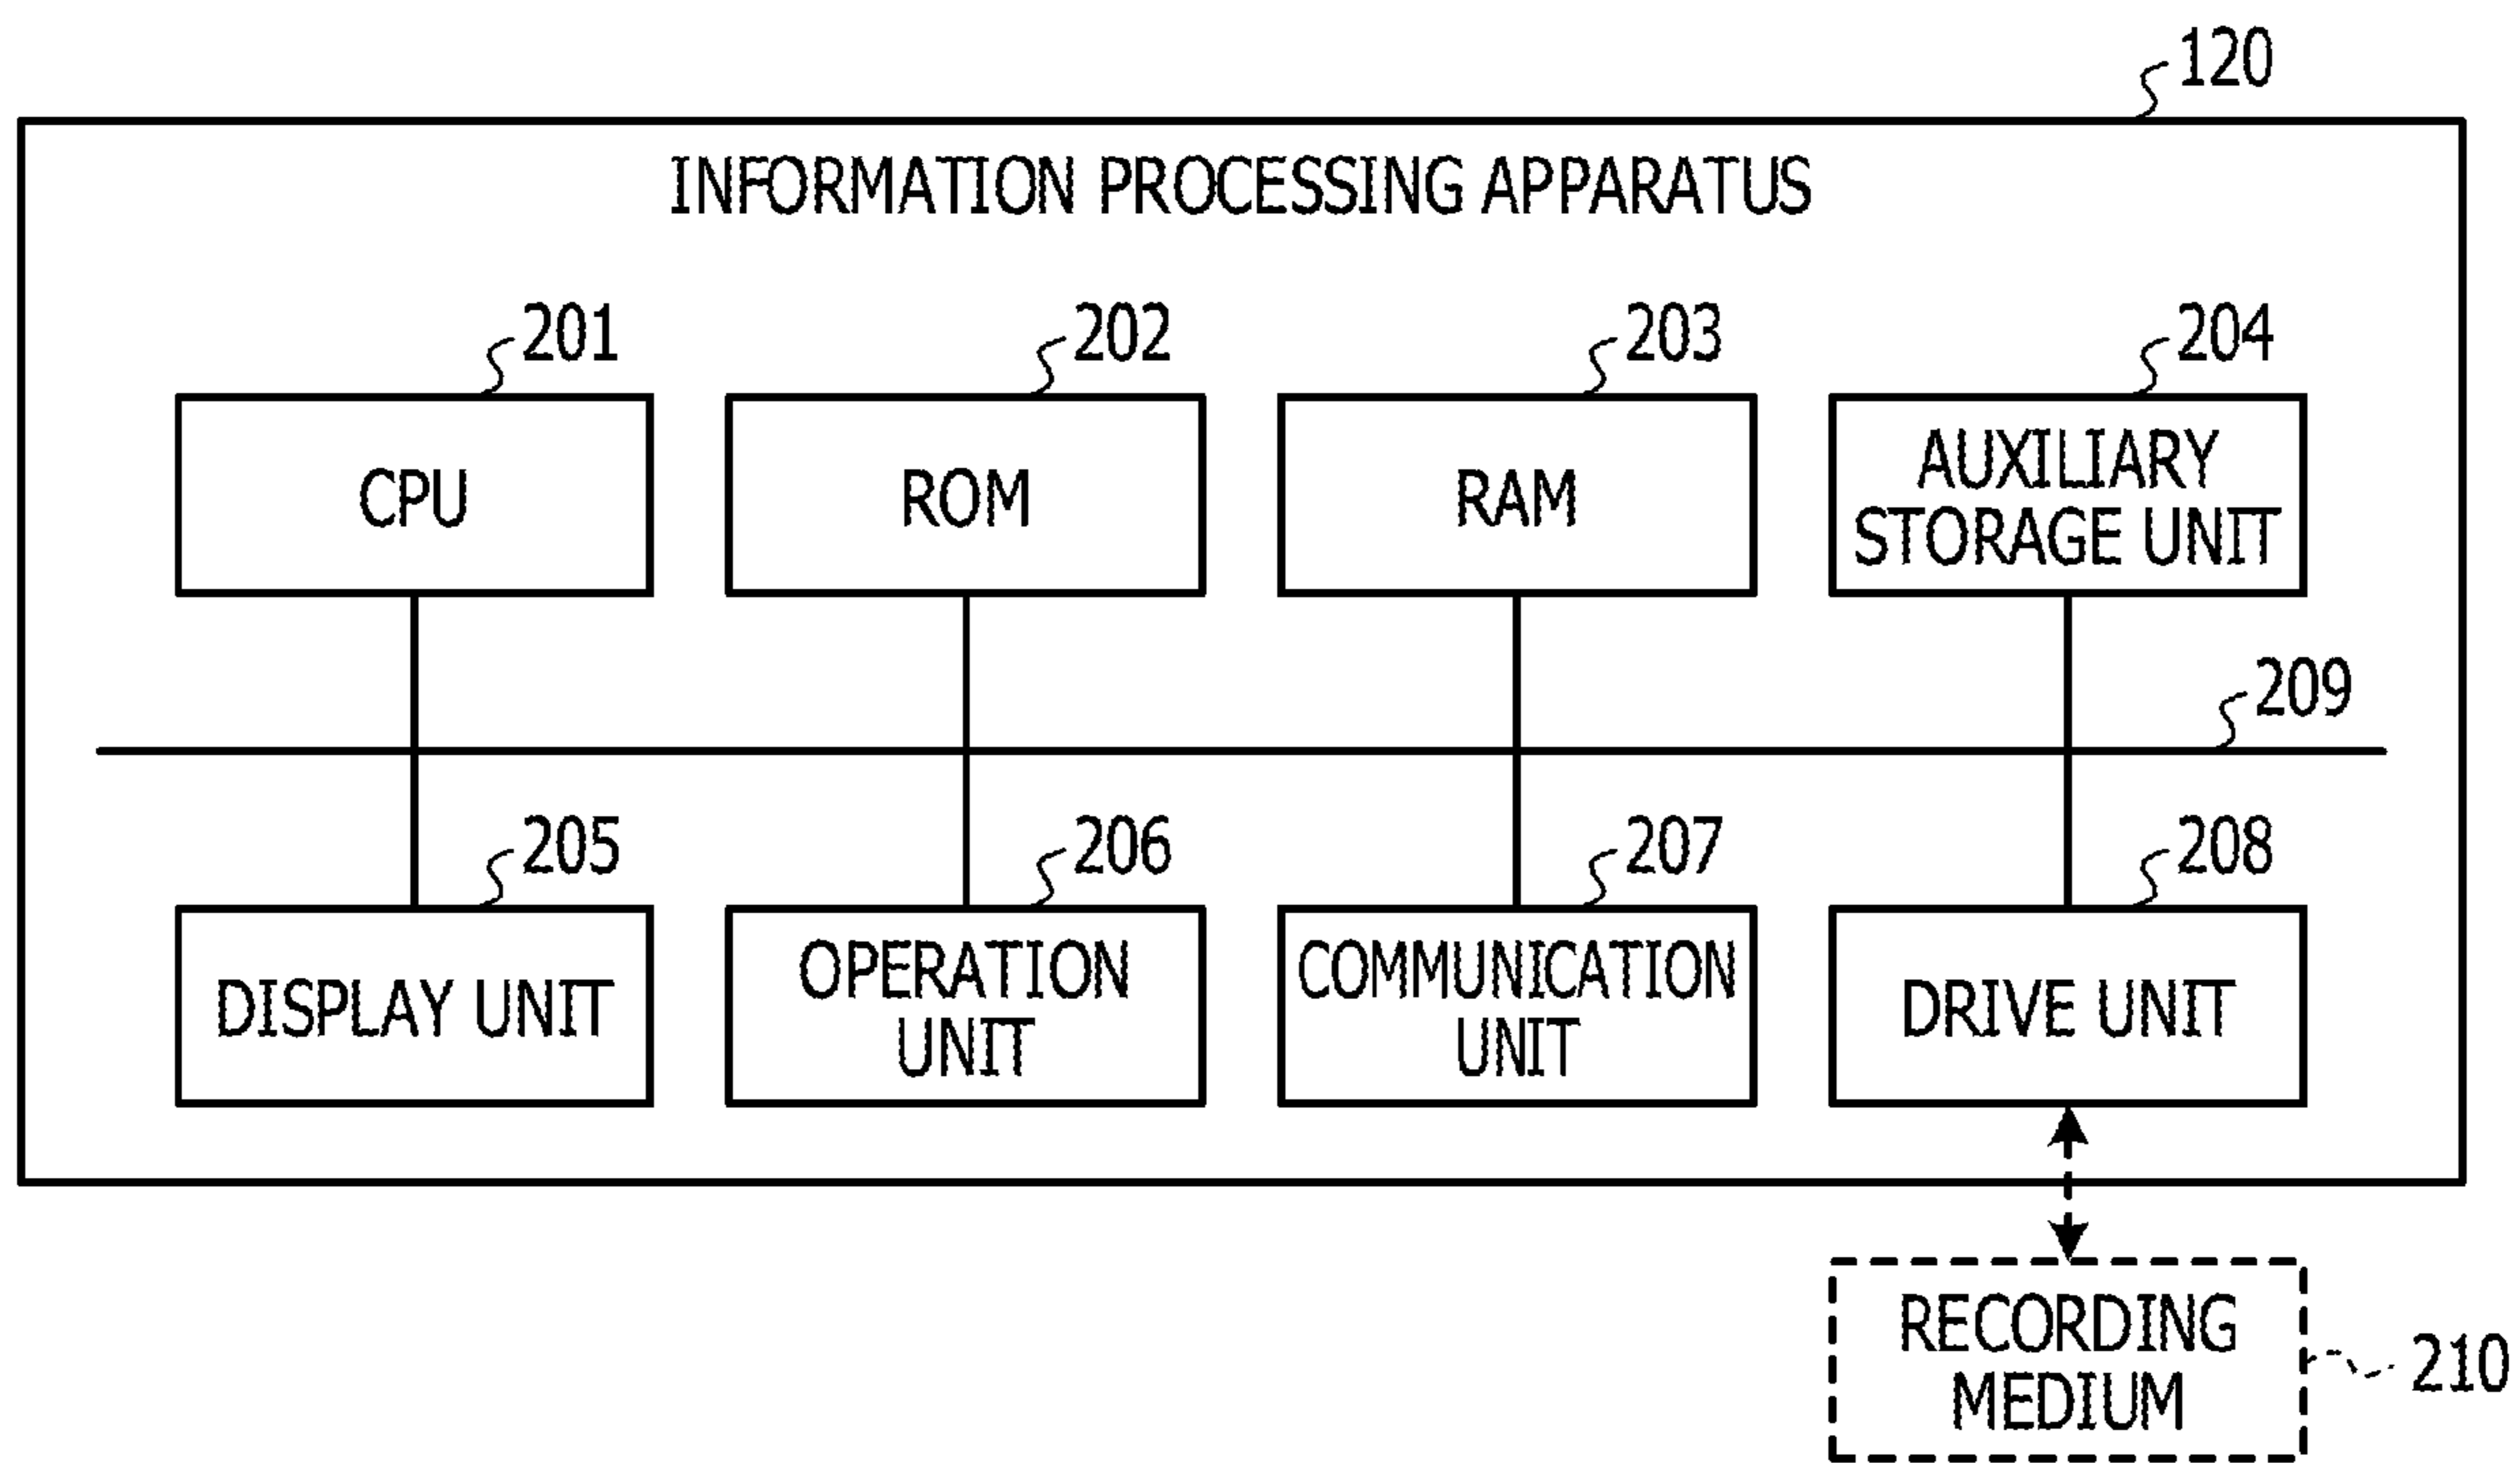 120
INFORMATION PROCESSING APPARATUS
201
202
203
204
CPU
ROM
RAM
AUXILIARY
STORAGE UNIT
209
205
206
207
208
DISPLAY UNIT
OPERATION
UNIT
COMMUNICATION
UNIT
DRIVE UNIT
RECORDING
MEDIUM
210